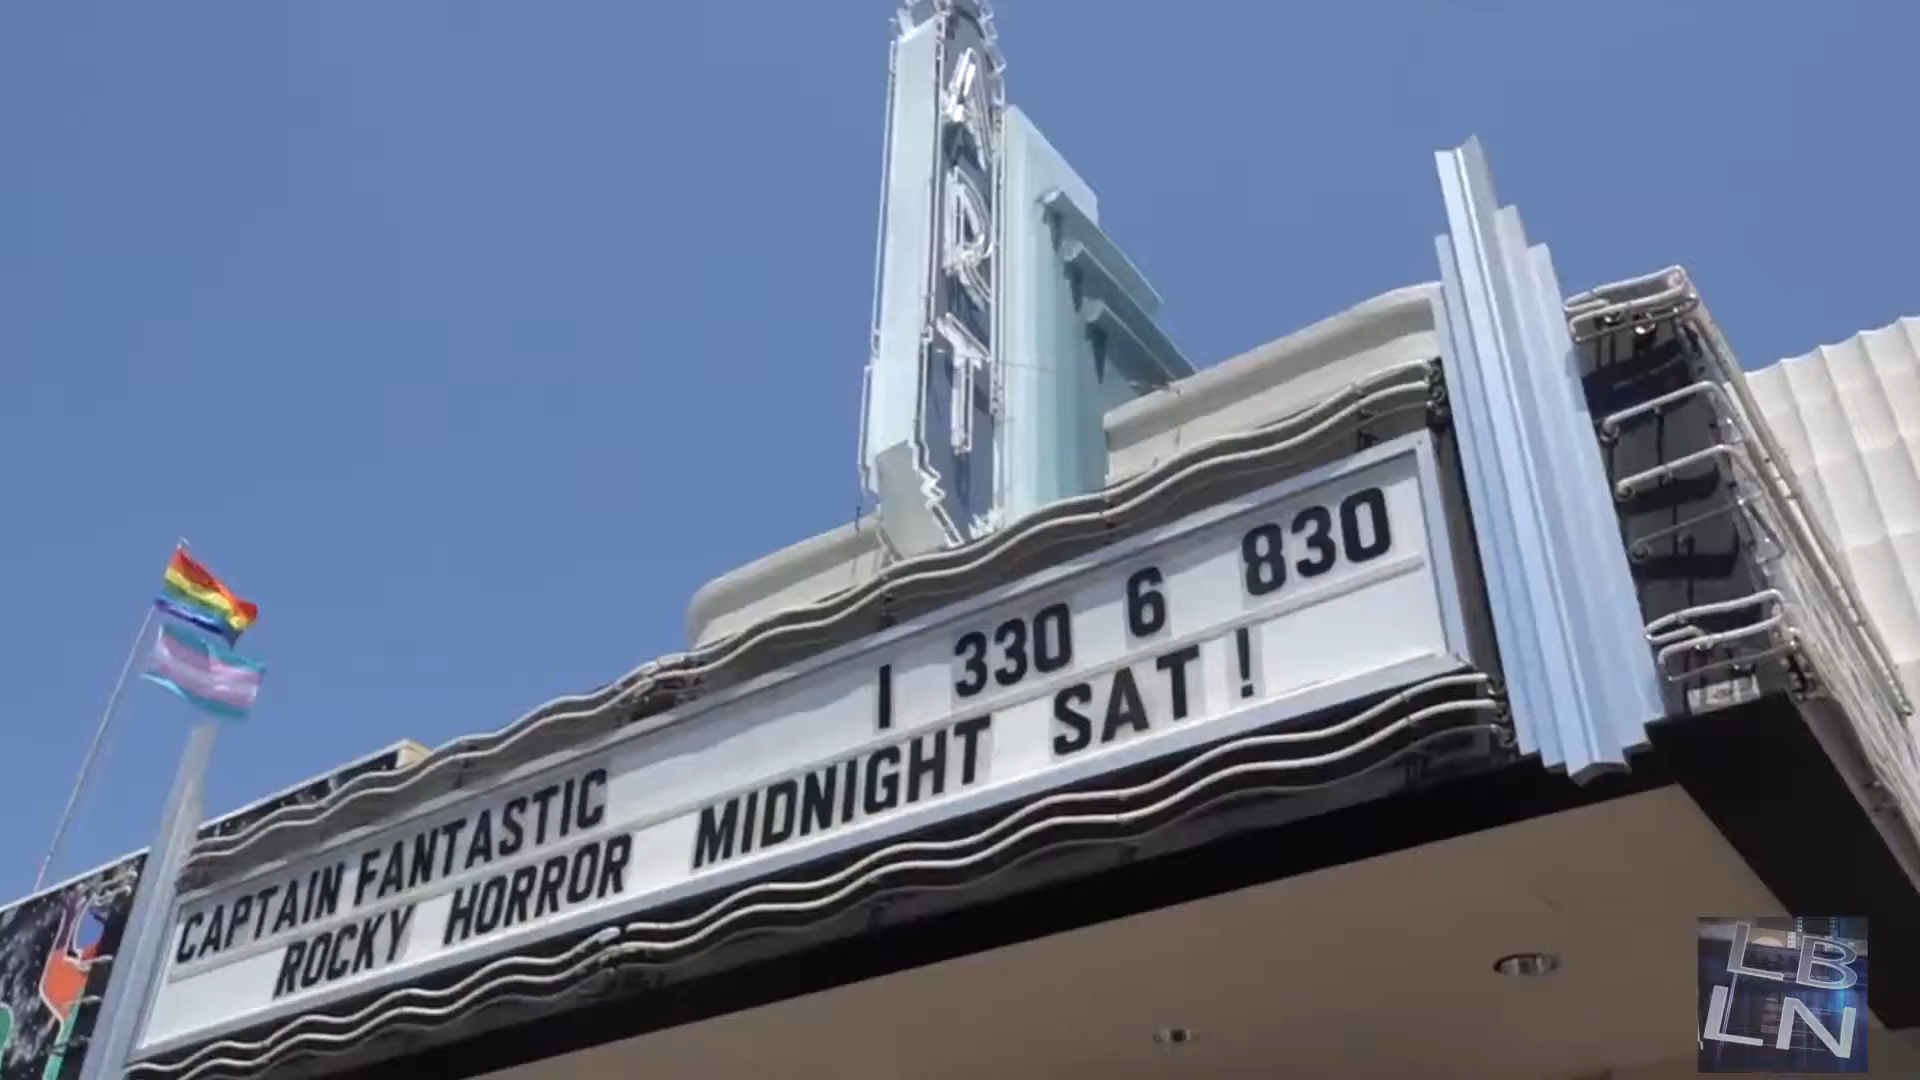 ART
1 330 6 830
CAPTAIN FANTASTIC
ROCKY HORROR MIDNIGHT SAT!
LB
LN